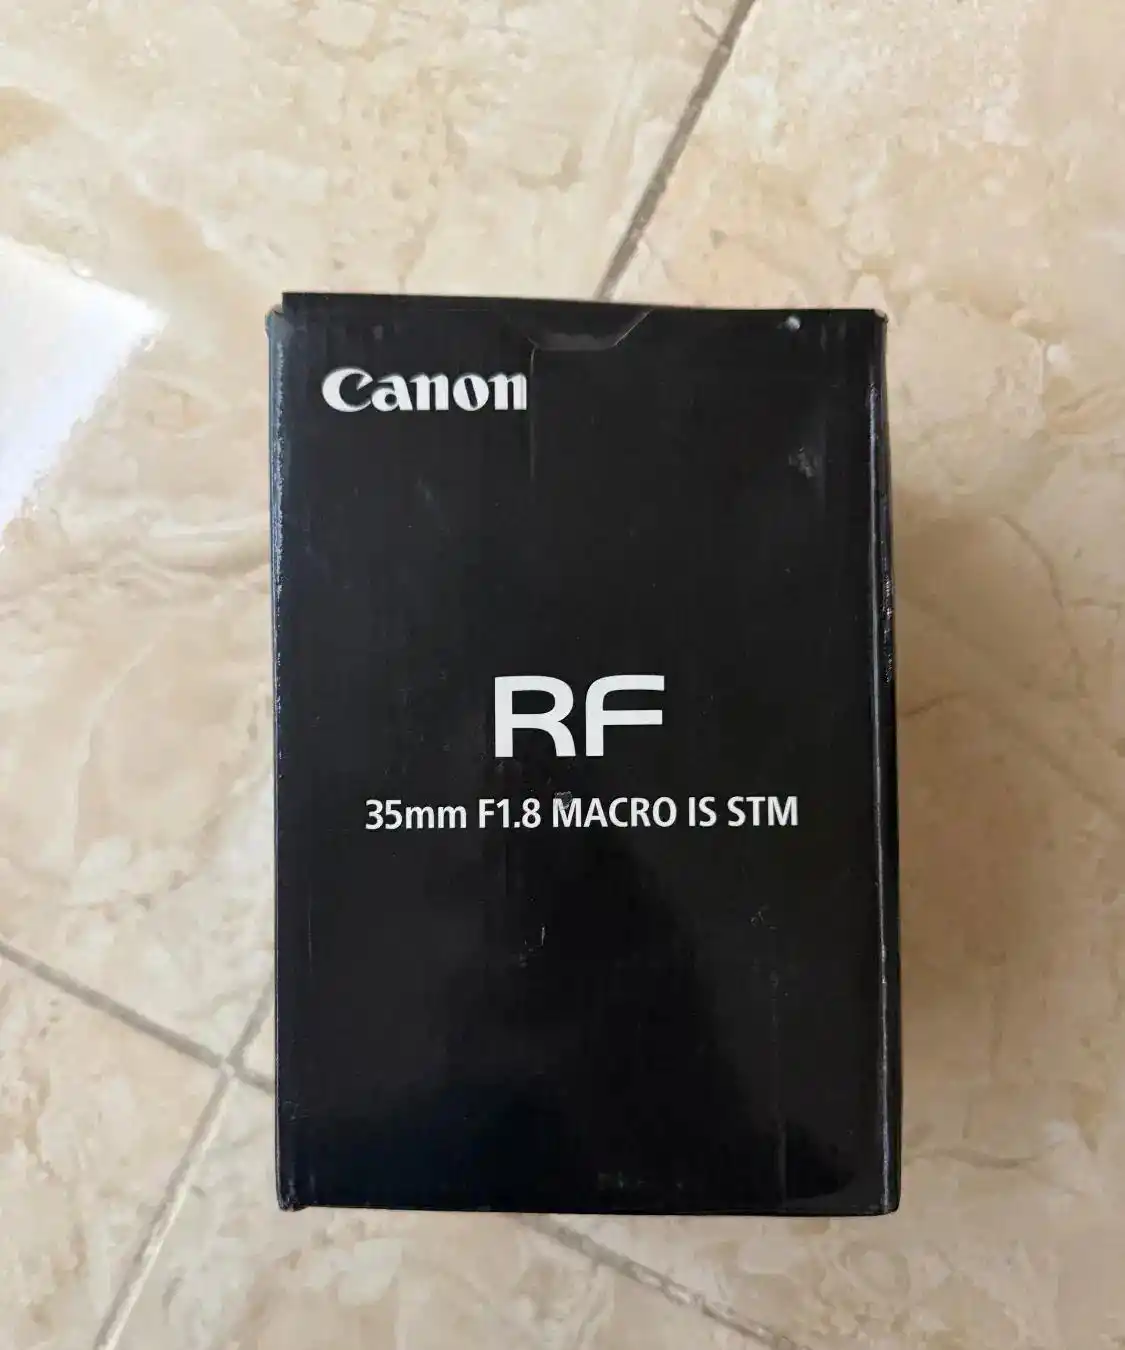 Canon
RF
35mm F1.8 MACRO IS STM